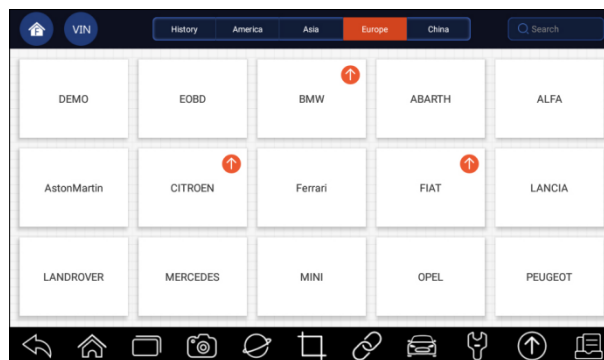 VIN
History America Asia Europe China
Search
DEMO EOBD BMW ABARTH ALFA
AstonMartin CITROEN Ferrari FIAT LANCIA
LANDROVER MERCEDES MINI OPEL PEUGEOT